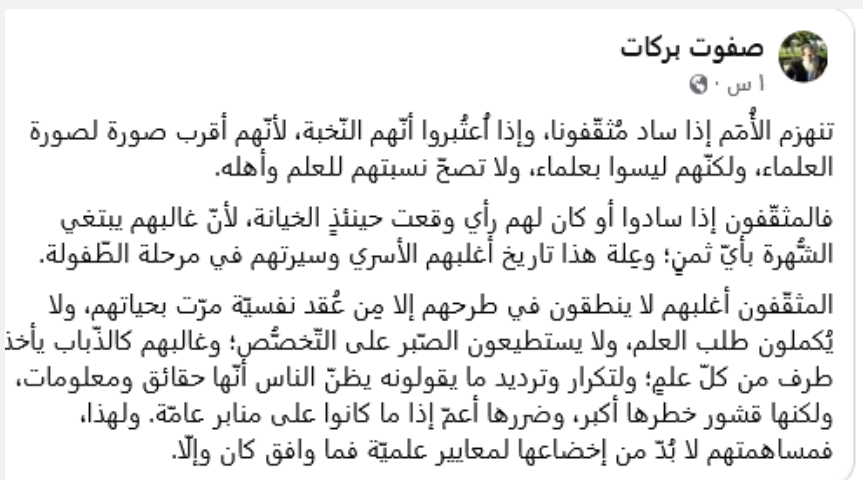 صفوت بركات
١ س ·
تنهزم الأُمَم إذا ساد مُثقّفونا، وإذا اُعتُبروا أنّهم النّخبة، لأنّهم أقرب صورة لصورة
العلماء، ولكنّهم ليسوا بعلماء، ولا تصحّ نسبتهم للعلم وأهله.
فالمثقّفون إذا سادوا أو كان لهم رأي وقعت حينئذٍ الخيانة، لأنّ غالبهم يبتغي
الشُّهرة بأيّ ثمنٍ؛ وعِلة هذا تاريخ أغلبهم الأسري وسيرتهم في مرحلة الطّفولة.
المثقّفون أغلبهم لا ينطقون في طرحهم إلا مِن عُقد نفسيّة مرّت بحياتهم، ولا
يُكملون طلب العلم، ولا يستطيعون الصّبر على التّخصُّص؛ وغالبهم كالذّباب يأخذ
طرف من كلّ علمٍ؛ ولتكرار وترديد ما يقولونه يظنّ الناس أنّها حقائق ومعلومات،
ولكنها قشور خطرها أكبر، وضررها أعمّ إذا ما كانوا على منابر عامّة. ولهذا،
فمساهمتهم لا بُدّ من إخضاعها لمعايير علميّة فما وافق كان وإلّا.